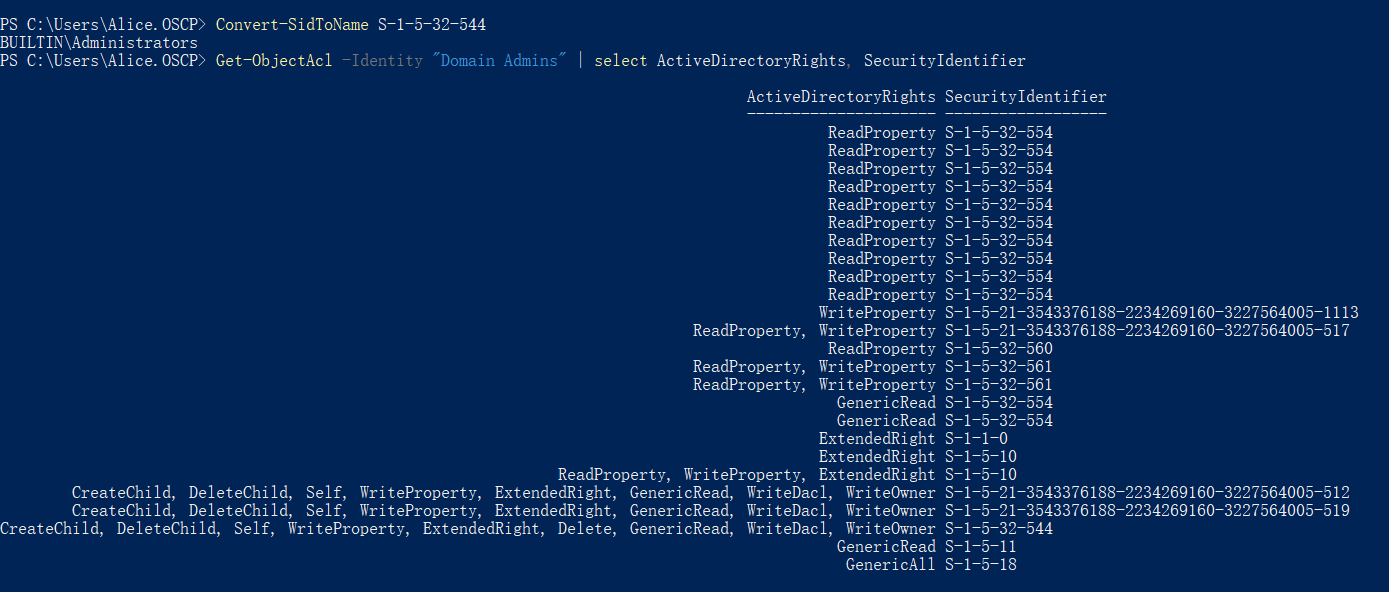 PS C:\Users\Alice.OSCP> Convert-SidToName S-1-5-32-544
BUILTIN\Administrators
PS C:\Users\Alice.OSCP> Get-ObjectAcl -Identity "Domain Admins" | select ActiveDirectoryRights, SecurityIdentifier
ActiveDirectoryRights SecurityIdentifier
--------------------- ------------------
ReadProperty S-1-5-32-554
ReadProperty S-1-5-32-554
ReadProperty S-1-5-32-554
ReadProperty S-1-5-32-554
ReadProperty S-1-5-32-554
ReadProperty S-1-5-32-554
ReadProperty S-1-5-32-554
ReadProperty S-1-5-32-554
ReadProperty S-1-5-32-554
ReadProperty S-1-5-32-554
WriteProperty S-1-5-21-3543376188-2234269160-3227564005-1113
ReadProperty, WriteProperty S-1-5-21-3543376188-2234269160-3227564005-517
ReadProperty S-1-5-32-560
ReadProperty, WriteProperty S-1-5-32-561
ReadProperty, WriteProperty S-1-5-32-561
GenericRead S-1-5-32-554
GenericRead S-1-5-32-554
ExtendedRight S-1-1-0
ExtendedRight S-1-5-10
ReadProperty, WriteProperty, ExtendedRight S-1-5-10
CreateChild, DeleteChild, Self, WriteProperty, ExtendedRight, GenericRead, WriteDacl, WriteOwner S-1-5-21-3543376188-2234269160-3227564005-512
CreateChild, DeleteChild, Self, WriteProperty, ExtendedRight, GenericRead, WriteDacl, WriteOwner S-1-5-21-3543376188-2234269160-3227564005-519
CreateChild, DeleteChild, Self, WriteProperty, ExtendedRight, Delete, GenericRead, WriteDacl, WriteOwner S-1-5-32-544
GenericRead S-1-5-11
GenericAll S-1-5-18